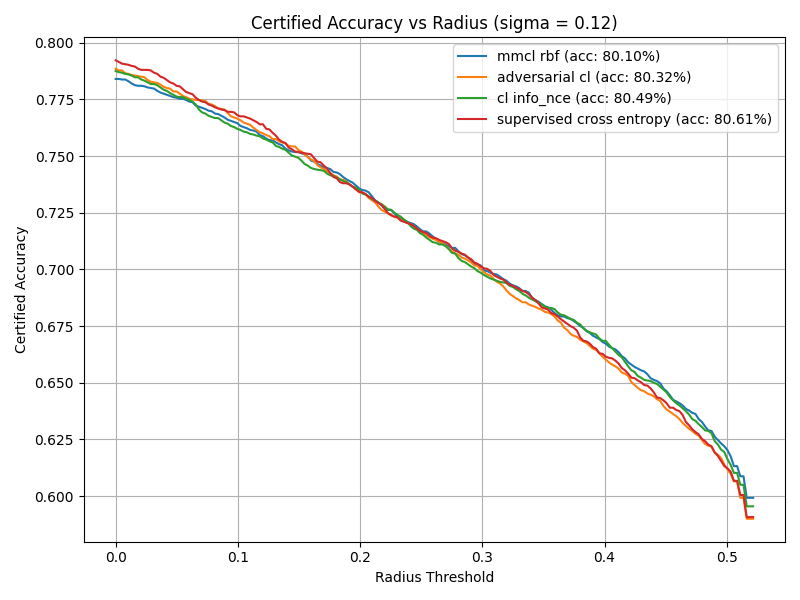 Certified Accuracy vs Radius (sigma = 0.12)
mmcl rbf (acc: 80.10%)
adversarial cl (acc: 80.32%)
cl info_nce (acc: 80.49%)
supervised cross entropy (acc: 80.61%)
Certified Accuracy
0.800
0.775
0.750
0.725
0.700
0.675
0.650
0.625
0.600
0.0
0.1
0.2
0.3
0.4
0.5
Radius Threshold